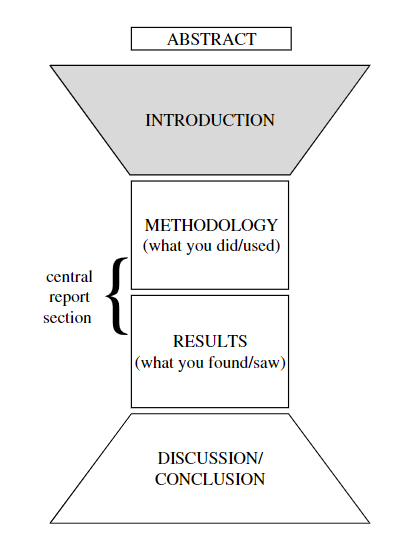 ABSTRACT
INTRODUCTION
METHODOLOGY
(what you did/used)
central
report
section
RESULTS
(what you found/saw)
DISCUSSION/
CONCLUSION